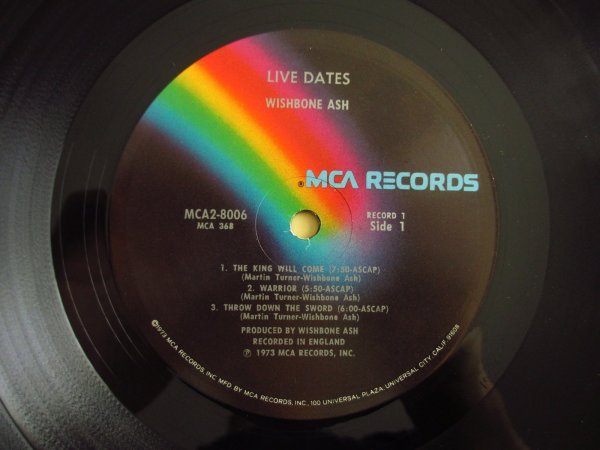 LIVE DATES
WISHBONE ASH
® MCA RECORDS
MCA2-8006
MCA 368
RECORD 1
Side 1
1. THE KING WILL COME (7:50-ASCAP)
(Martin Turner-Wishbone Ash)
2. WARRIOR (5:50-ASCAP)
(Martin Turner-Wishbone Ash)
3. THROW DOWN THE SWORD (6:00-ASCAP)
(Martin Turner-Wishbone Ash)
PRODUCED BY WISHBONE ASH
RECORDED IN ENGLAND
℗ 1973 MCA RECORDS, INC.
©1973 MCA RECORDS, INC. MFG. BY MCA RECORDS, INC., 100 UNIVERSAL PLAZA, UNIVERSAL CITY, CALIF. 91608